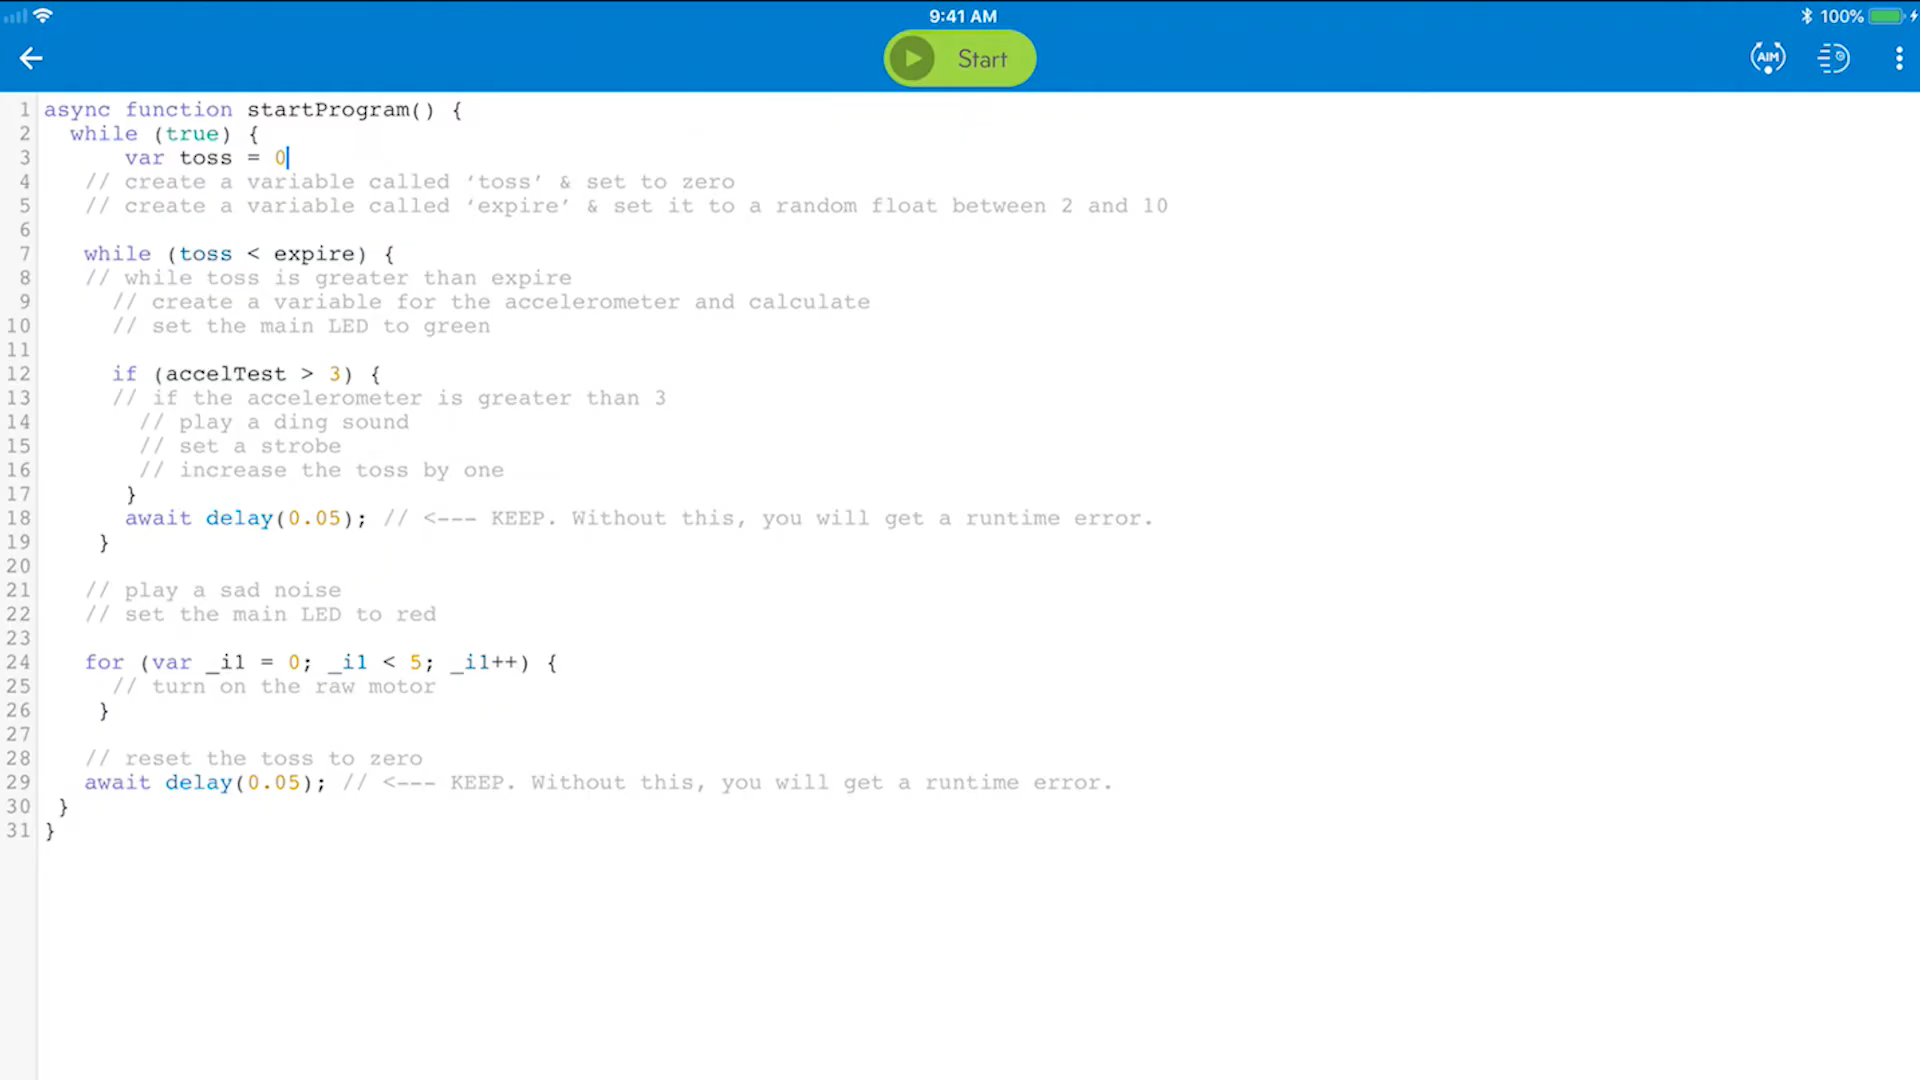 9:41 AM
100%
Start
AIM
1 async function startProgram() {
2 while (true) {
3 var toss = 0
4 // create a variable called ‘toss’ & set to zero
5 // create a variable called ‘expire’ & set it to a random float between 2 and 10
6
7 while (toss < expire) {
8 // while toss is greater than expire
9 // create a variable for the accelerometer and calculate
10 // set the main LED to green
11
12 if (accelTest > 3) {
13 // if the accelerometer is greater than 3
14 // play a ding sound
15 // set a strobe
16 // increase the toss by one
17 }
18 await delay(0.05); // <--- KEEP. Without this, you will get a runtime error.
19 }
20
21 // play a sad noise
22 // set the main LED to red
23
24 for (var _i1 = 0; _i1 < 5; _i1++) {
25 // turn on the raw motor
26 }
27
28 // reset the toss to zero
29 await delay(0.05); // <--- KEEP. Without this, you will get a runtime error.
30 }
31 }